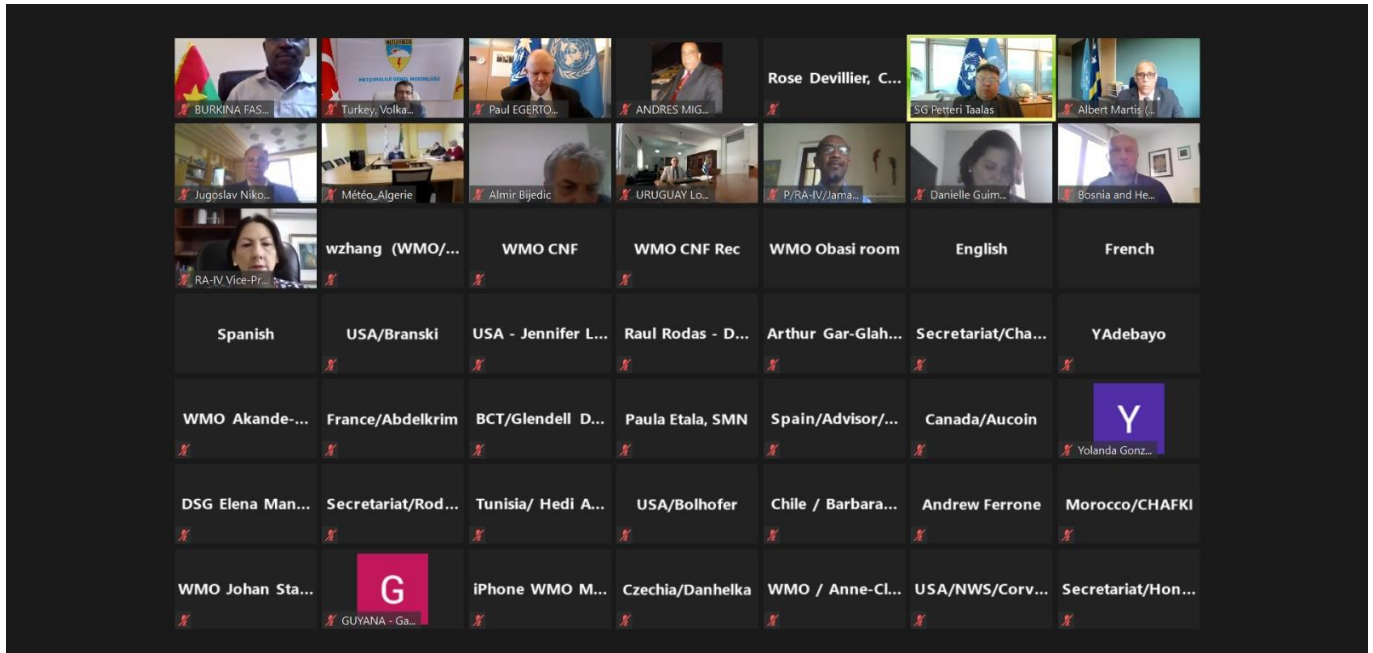 BURKINA FAS...
Turkey, Volka...
Paul EGERTO...
ANDRES MIG...
Rose Devillier, C...
SG Petteri Taalas
Albert Martis (...
Jugoslav Niko...
Météo_Algerie
Almir Bijedic
URUGUAY Lo...
P/RA-IV/Jama...
Danielle Guim...
Bosnia and He...
RA-IV Vice-Pr...
wzhang (WMO/...
WMO CNF
WMO CNF Rec
WMO Obasi room
English
French
Spanish
USA/Branski
USA - Jennifer L...
Raul Rodas - D...
Arthur Gar-Glah...
Secretariat/Cha...
YAdebayo
WMO Akande-...
France/Abdelkrim
BCT/Glendell D...
Paula Etala, SMN
Spain/Advisor/...
Canada/Aucoin
Y
Yolanda Gonz...
DSG Elena Man...
Secretariat/Rod...
Tunisia/ Hedi A...
USA/Bolhofer
Chile / Barbara...
Andrew Ferrone
Morocco/CHAFKI
WMO Johan Sta...
G
GUYANA - Ga...
iPhone WMO M...
Czechia/Danhelka
WMO / Anne-Cl...
USA/NWS/Corv...
Secretariat/Hon...